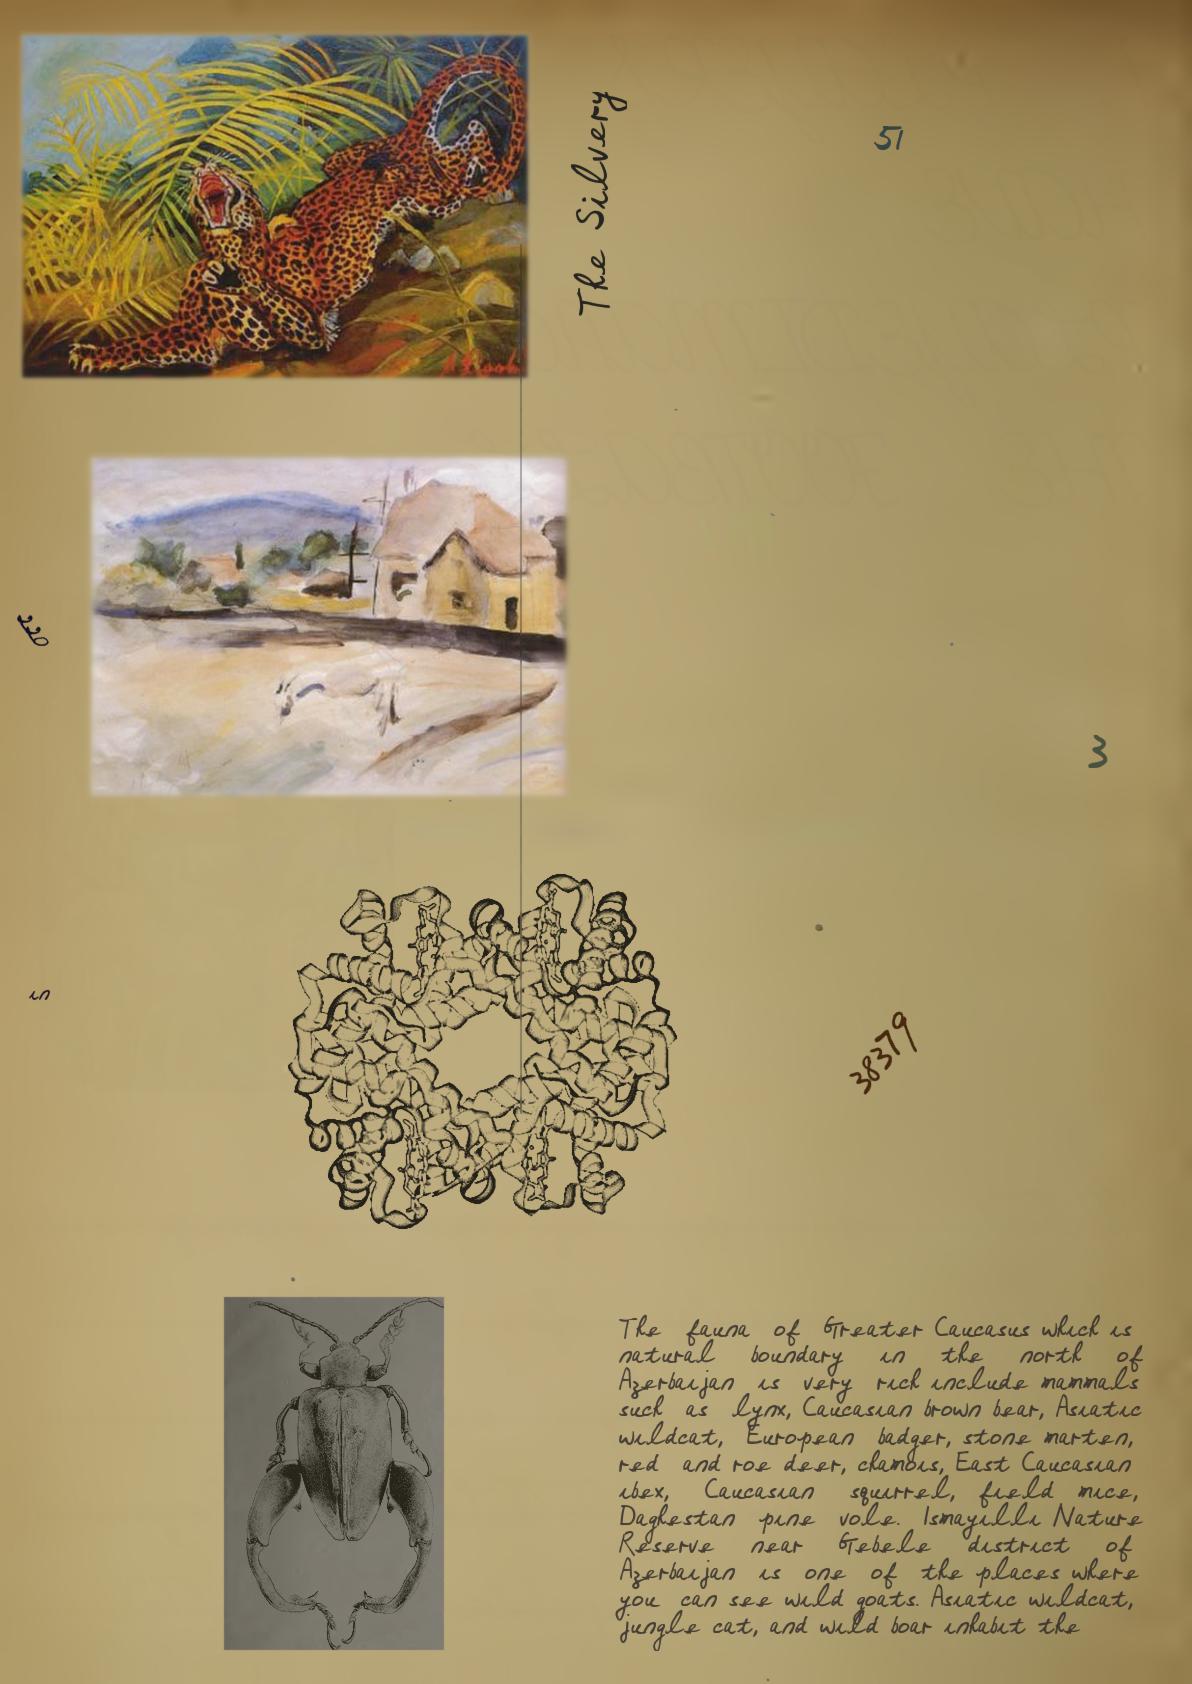 The Silvery
51
220
3
in
38379
The fauna of Greater Caucasus which is
natural boundary in the north of
Azerbaijan is very rich include mammals
such as lynx, Caucasian brown bear, Asiatic
wildcat, European badger, stone marten,
red and roe deer, chamois, East Caucasian
ibex, Caucasian squirrel, field mice,
Daghestan pine vole. Ismayilli Nature
Reserve near Gebele district of
Azerbaijan is one of the places where
you can see wild goats. Asiatic wildcat,
jungle cat, and wild boar inhabit the